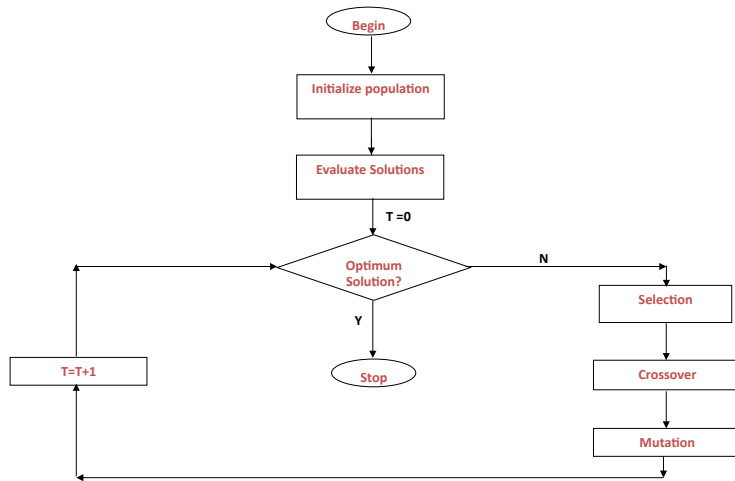 Begin
Initialize population
Evaluate Solutions
T =0
Optimum
Solution?
N
Selection
Y
T=T+1
Stop
Crossover
Mutation